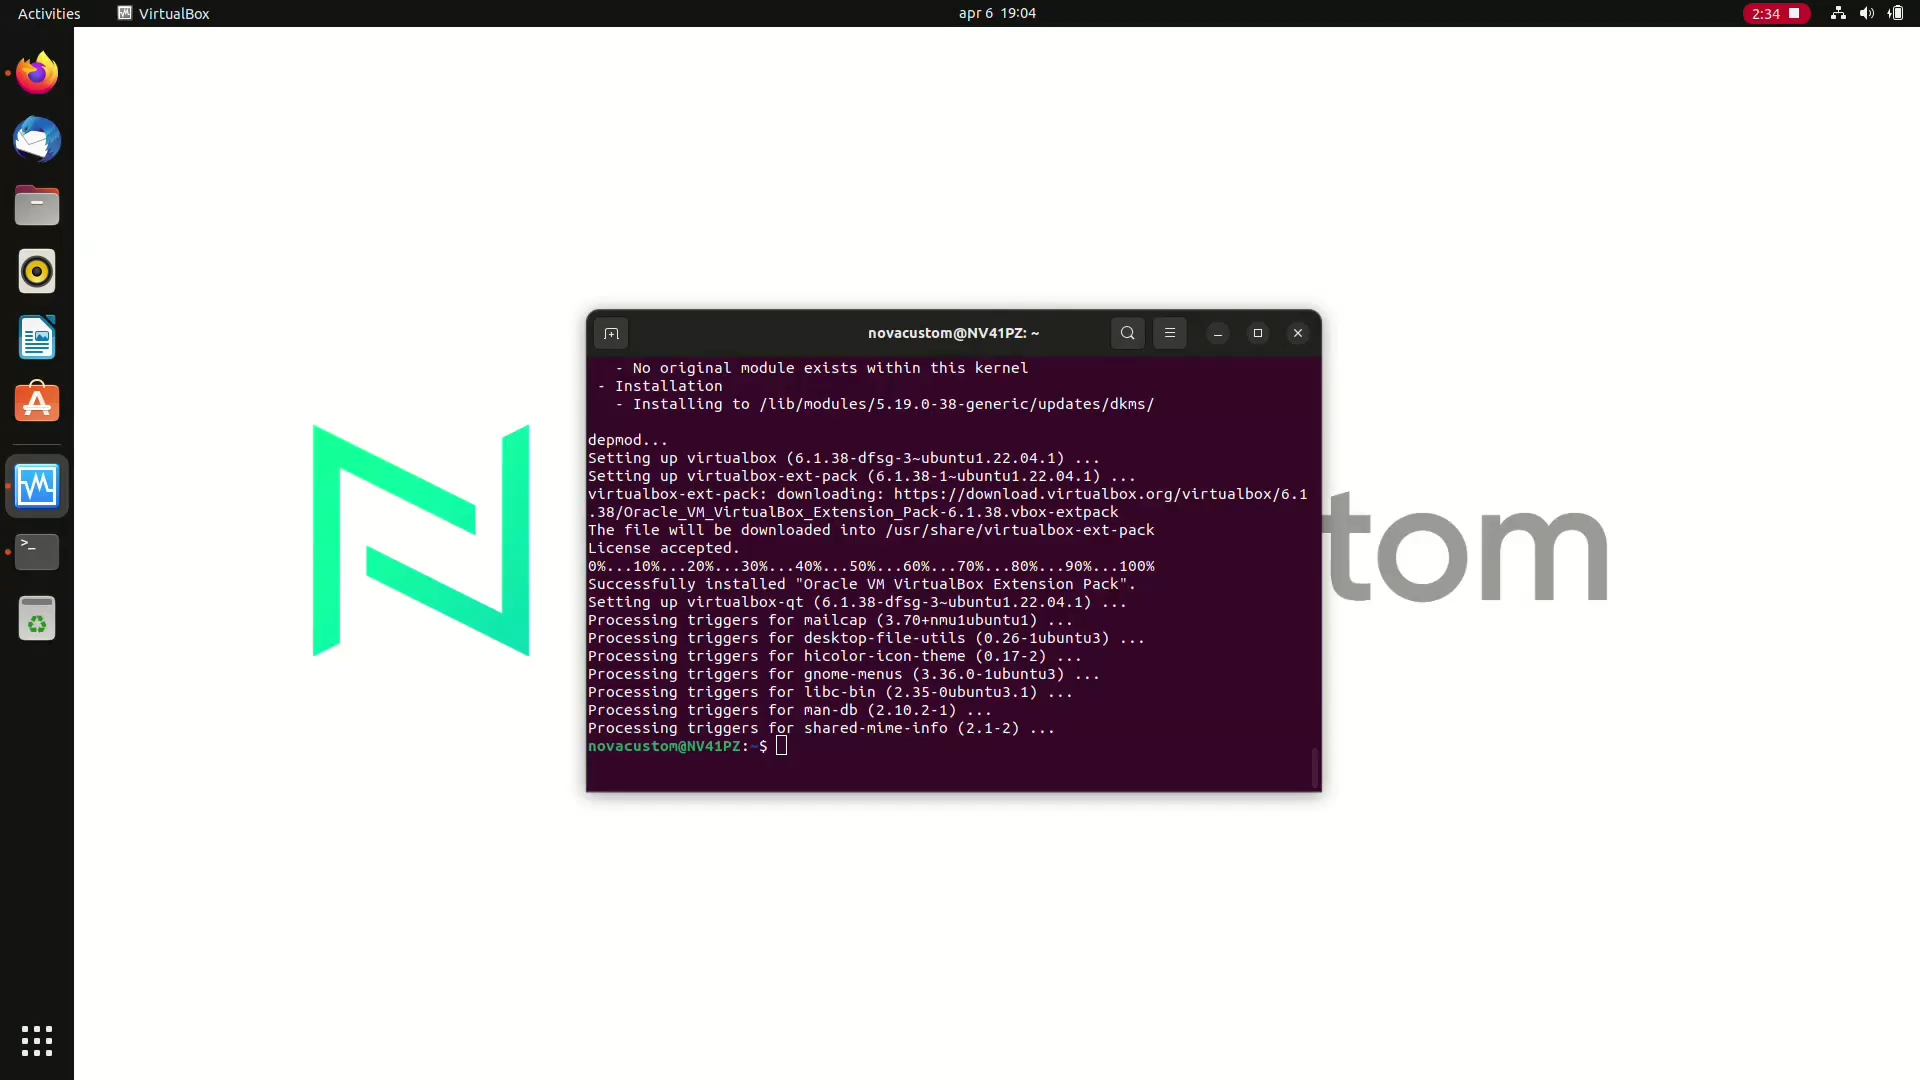 Activities
VirtualBox
apr 6 19:04
2:34
novacustom@NV41PZ: ~
- No original module exists within this kernel
- Installation
- Installing to /lib/modules/5.19.0-38-generic/updates/dkms/
depmod...
Setting up virtualbox (6.1.38-dfsg-3~ubuntu1.22.04.1) ...
Setting up virtualbox-ext-pack (6.1.38-1~ubuntu1.22.04.1) ...
virtualbox-ext-pack: downloading: https://download.virtualbox.org/virtualbox/6.1
.38/Oracle_VM_VirtualBox_Extension_Pack-6.1.38.vbox-extpack
The file will be downloaded into /usr/share/virtualbox-ext-pack
License accepted.
0%...10%...20%...30%...40%...50%...60%...70%...80%...90%...100%
Successfully installed "Oracle VM VirtualBox Extension Pack".
Setting up virtualbox-qt (6.1.38-dfsg-3~ubuntu1.22.04.1) ...
Processing triggers for mailcap (3.70+nmu1ubuntu1) ...
Processing triggers for desktop-file-utils (0.26-1ubuntu3) ...
Processing triggers for hicolor-icon-theme (0.17-2) ...
Processing triggers for gnome-menus (3.36.0-1ubuntu3) ...
Processing triggers for libc-bin (2.35-0ubuntu3.1) ...
Processing triggers for man-db (2.10.2-1) ...
Processing triggers for shared-mime-info (2.1-2) ...
novacustom@NV41PZ:~$
tom